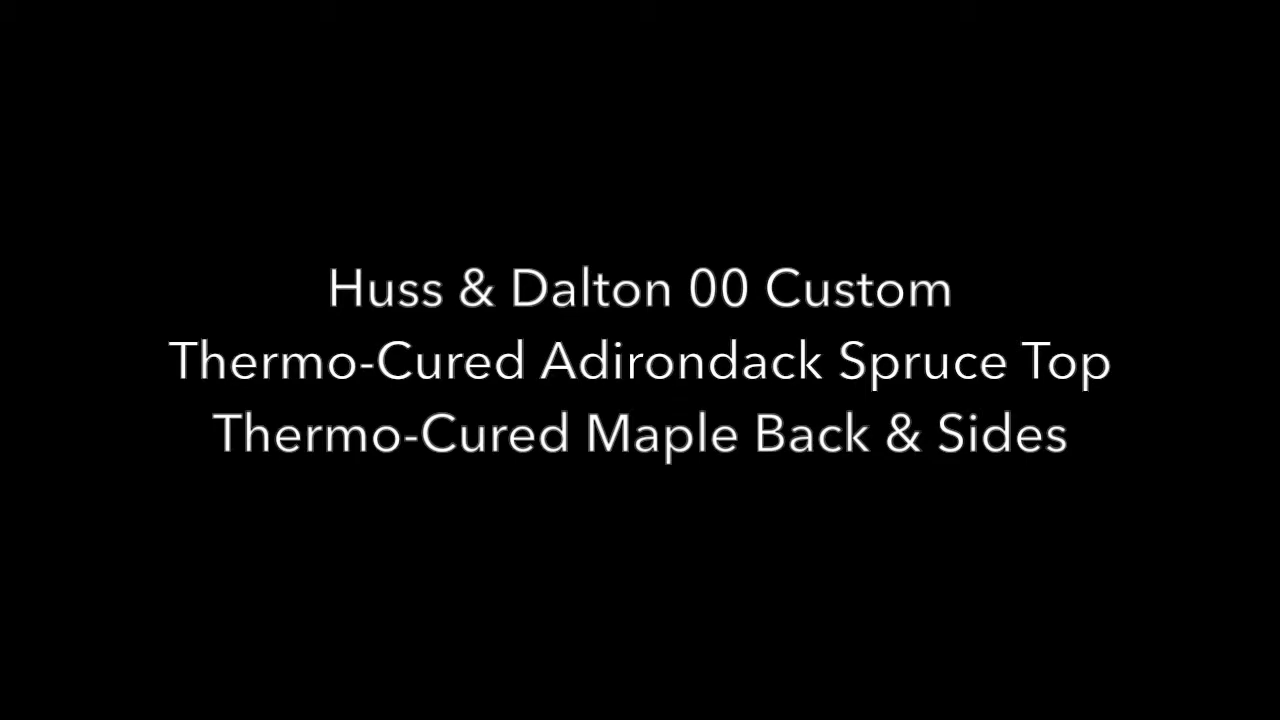 Huss & Dalton 00 Custom
Thermo-Cured Adirondack Spruce Top
Thermo-Cured Maple Back & Sides